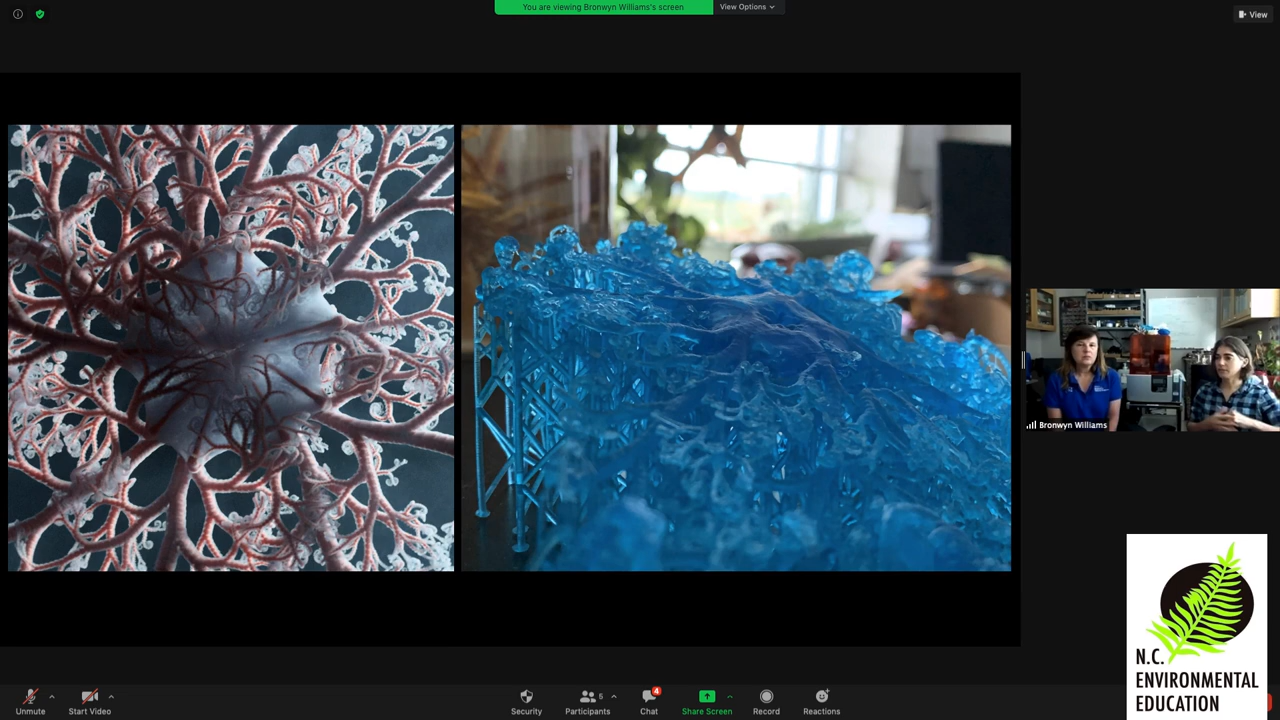 You are viewing Bronwyn Williams's screen
View Options
View
Bronwyn Williams
N.C.
ENVIRONMENTAL
EDUCATION
Unmute
Start Video
Security
5
Participants
4
Chat
Share Screen
Record
Reactions